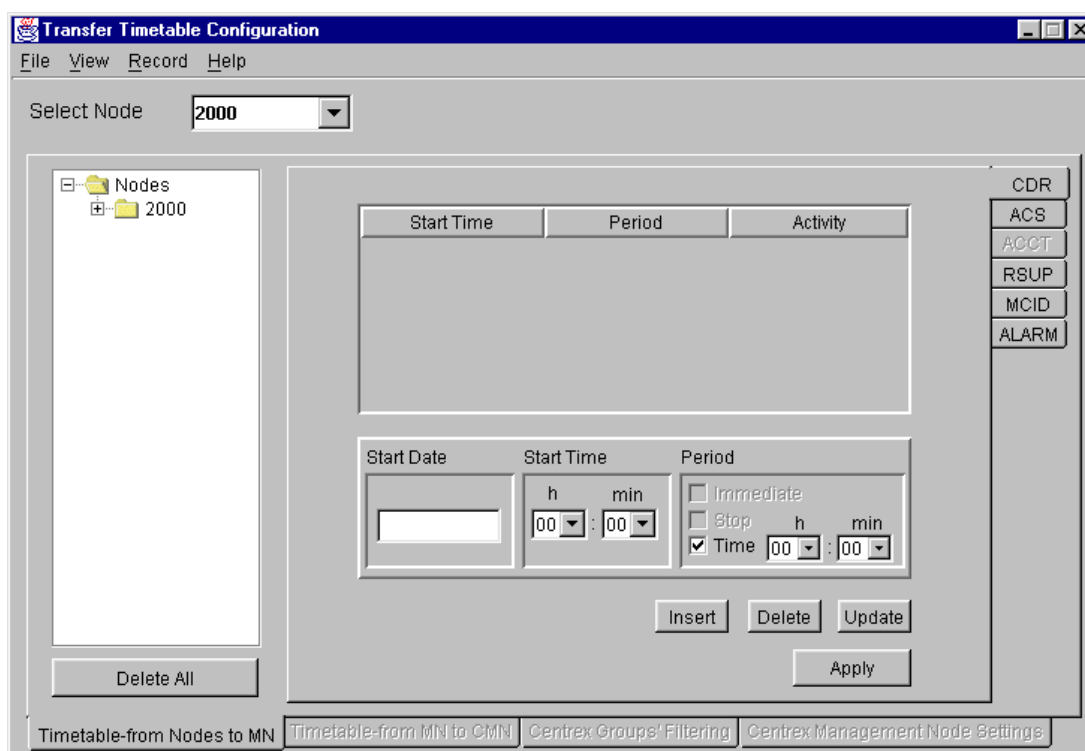 Transfer Timetable Configuration
File View Record Help
Select Node 2000
Nodes
2000
CDR
ACS
ACCT
RSUP
MCID
ALARM
Start Time Period Activity
Start Date Start Time Period
h min
00 : 00
Immediate
Stop h min
Time 00 : 00
Insert Delete Update
Apply
Delete All
Timetable-from Nodes to MN Timetable-from MN to CMN Centrex Groups' Filtering Centrex Management Node Settings